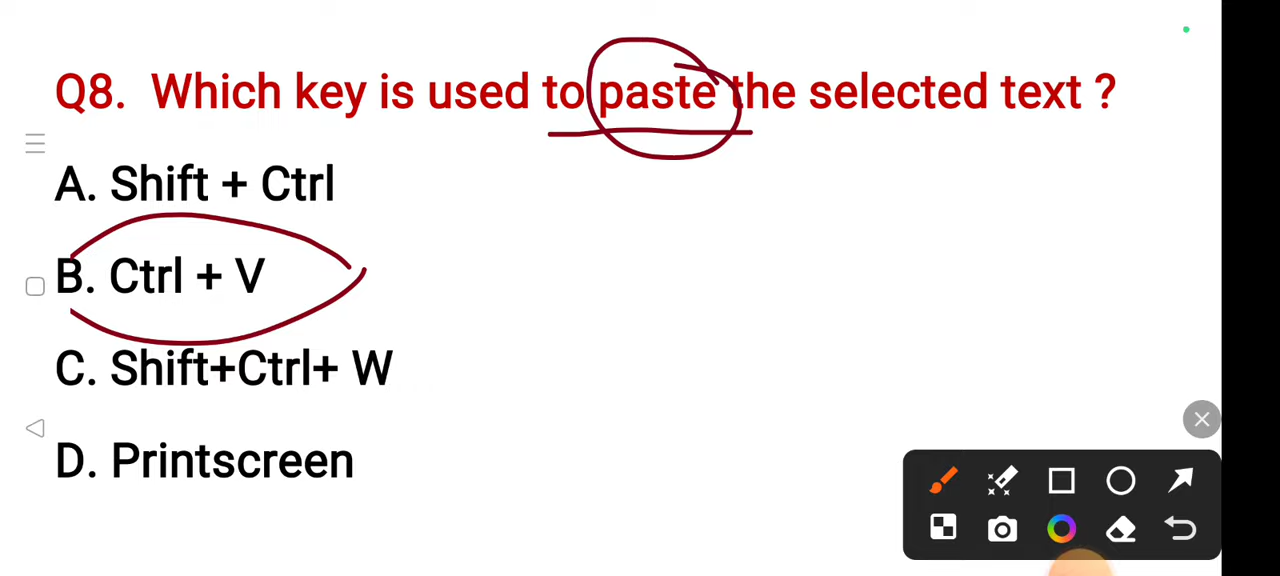 Q8. Which key is used to paste the selected text ?
A. Shift + Ctrl
B. Ctrl + V
C. Shift+Ctrl+ W
D. Printscreen